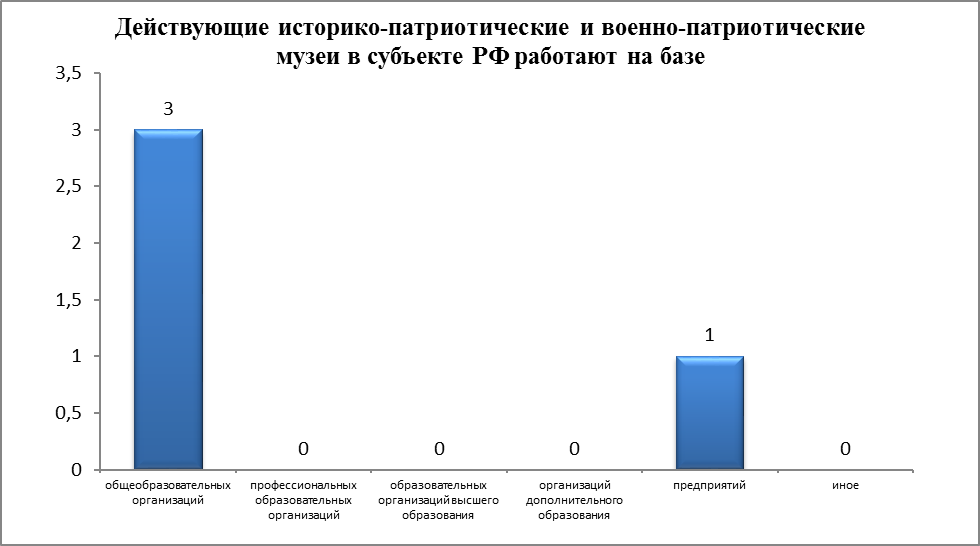 Действующие историко-патриотические и военно-патриотические
музеи в субъекте РФ работают на базе
3,5
3
2,5
2
1,5
1
0,5
0
3
0
0
0
1
0
общеобразовательных
организаций
профессиональных
образовательных
организаций
образовательных
организаций высшего
образования
организаций
дополнительного
образования
предприятий
иное